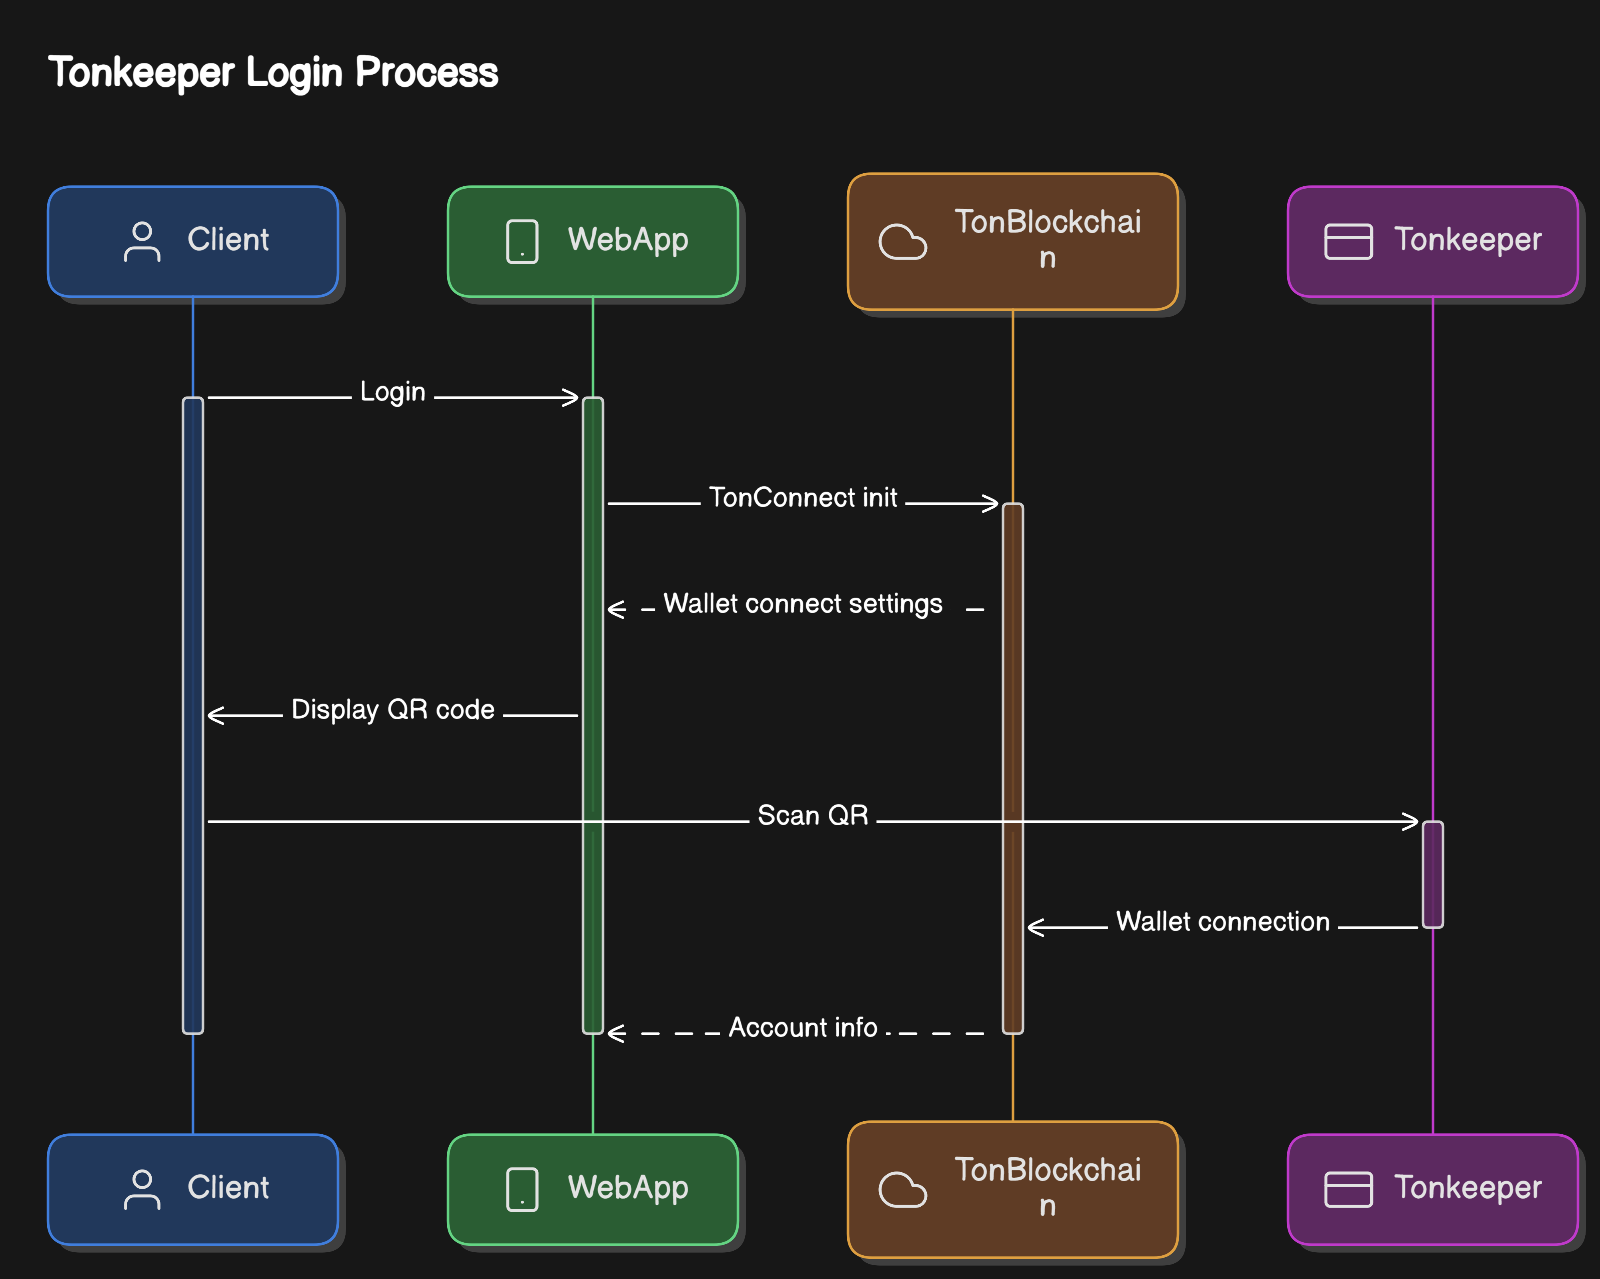 Tonkeeper Login Process
Client
WebApp
TonBlockchai
n
Tonkeeper
Login
TonConnect init
Wallet connect settings
Display QR code
Scan QR
Wallet connection
Account info
Client
WebApp
TonBlockchai
n
Tonkeeper